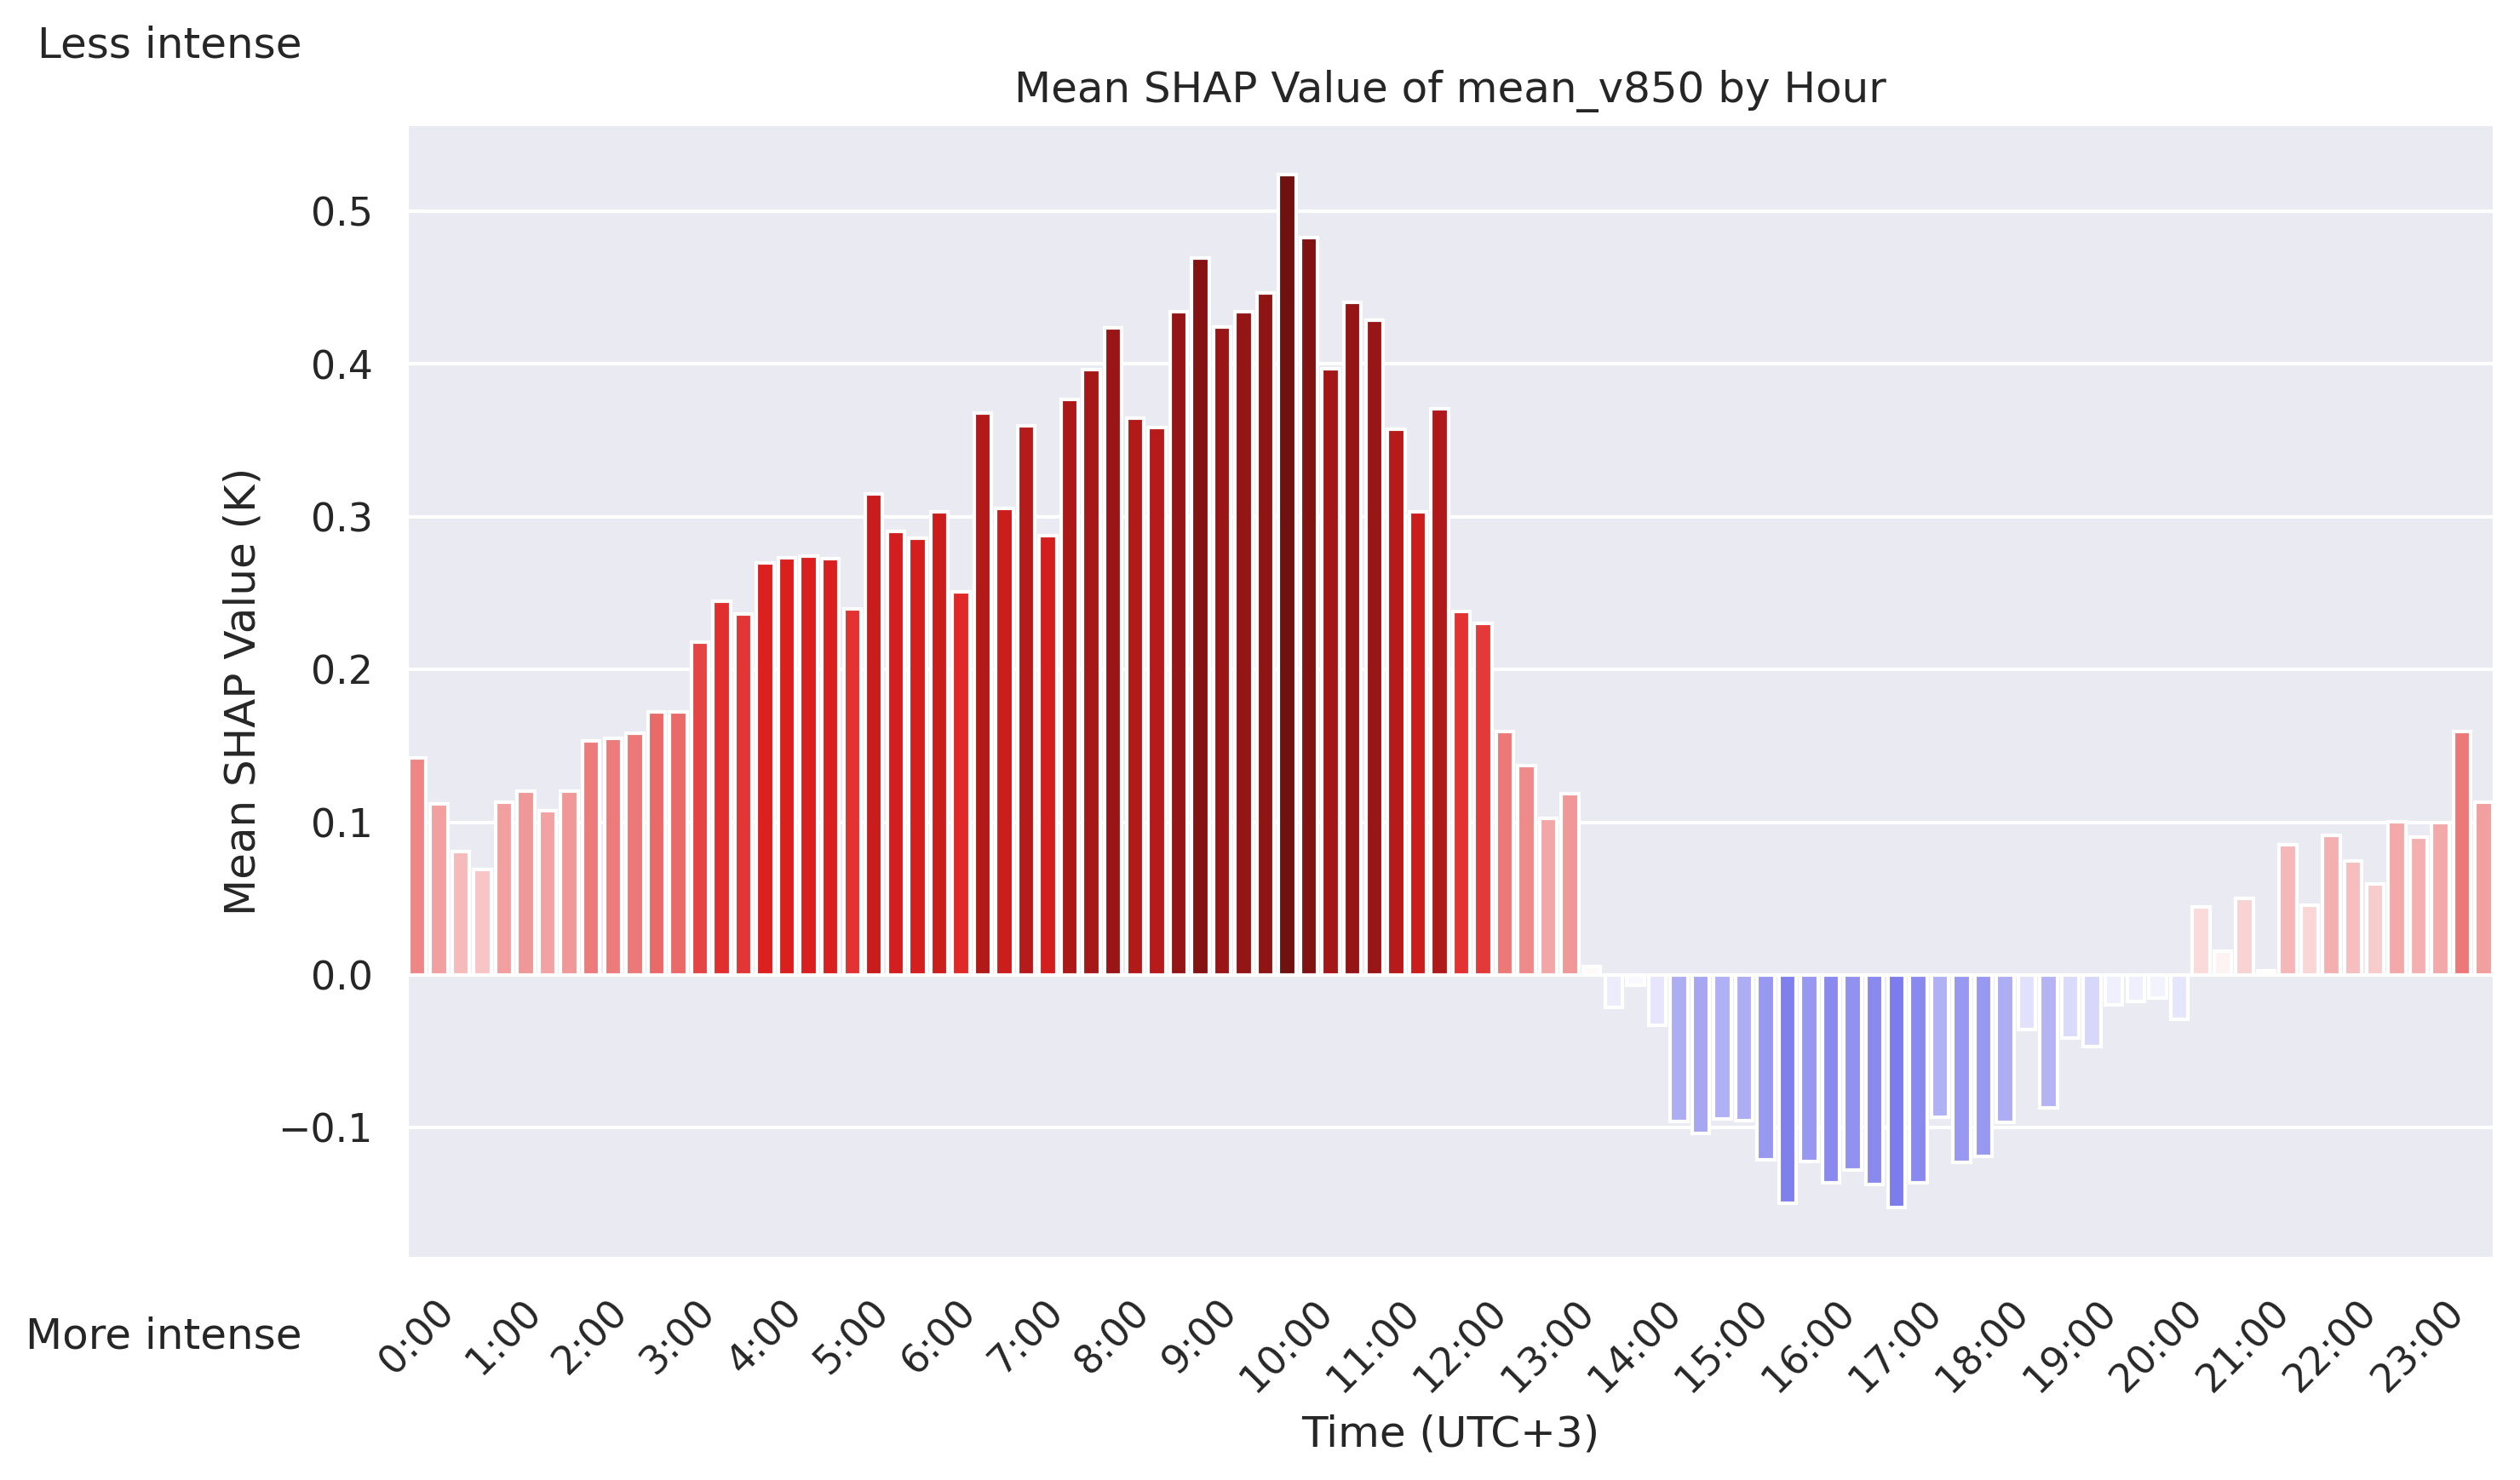 Less intense
Mean SHAP Value of mean_v850 by Hour
Mean SHAP Value (K)
0.5
0.4
0.3
0.2
0.1
0.0
−0.1
More intense
0:00 1:00 2:00 3:00 4:00 5:00 6:00 7:00 8:00 9:00 10:00 11:00 12:00 13:00 14:00 15:00 16:00 17:00 18:00 19:00 20:00 21:00 22:00 23:00
Time (UTC+3)